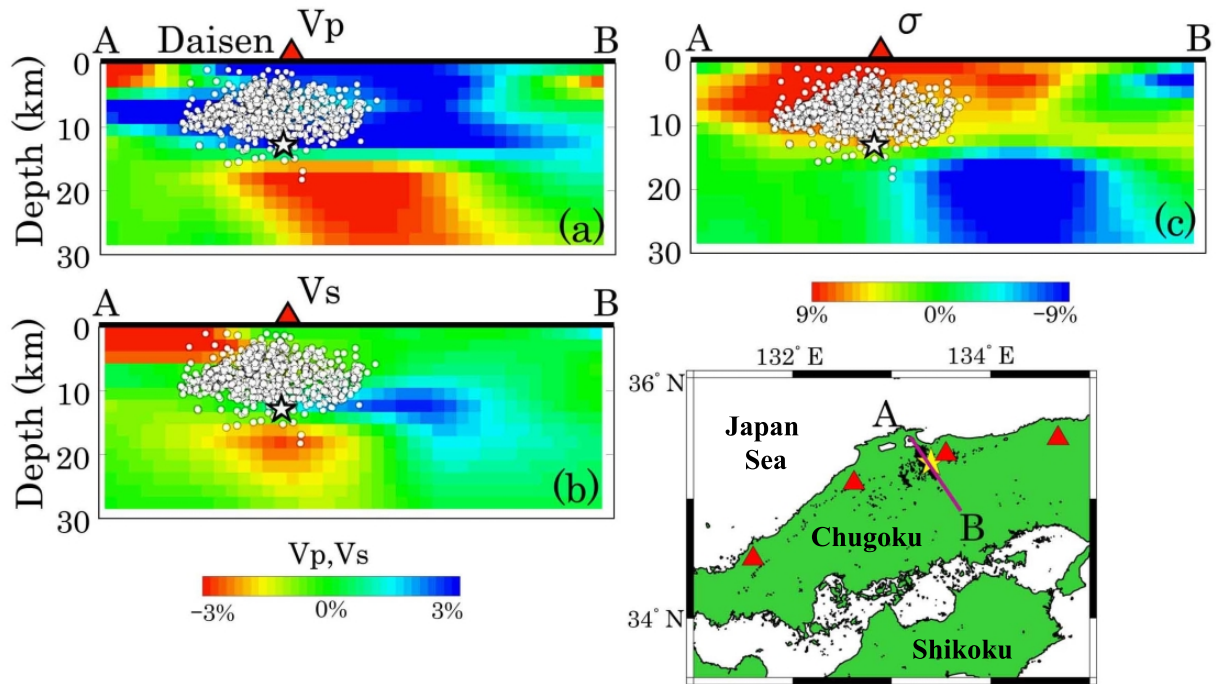 Vp
A
Daisen
B
0
10
20
30
Depth (km)
(a)
σ
A
B
0
10
20
30
Depth (km)
(c)
9%
0%
−9%
Vs
A
B
0
10
20
30
Depth (km)
(b)
Vp,Vs
−3%
0%
3%
132° E
134° E
36° N
34° N
A
Japan
Sea
B
Chugoku
Shikoku